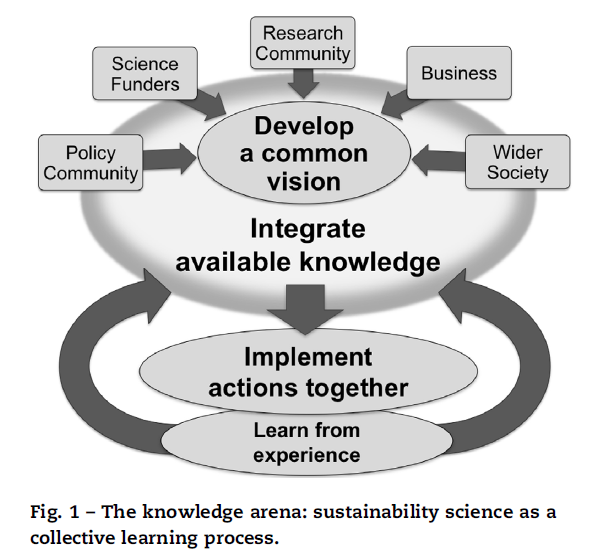 Research
Community
Science
Funders
Business
Policy
Community
Wider
Society
Develop
a common
vision
Integrate
available knowledge
Implement
actions together
Learn from
experience
Fig. 1 – The knowledge arena: sustainability science as a
collective learning process.